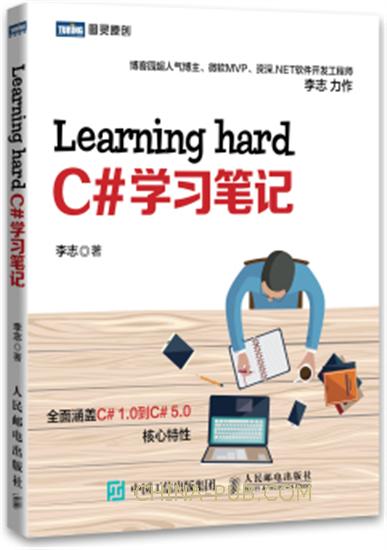 TURING
图灵原创
博客园超人气博主、微软MVP、资深.NET软件开发工程师
李志 力作
Learning hard
C#学习笔记
李志◎著
全面涵盖C# 1.0到C# 5.0
核心特性
中国工信出版集团
人民邮电出版社
CHINA-PUB.COM
Learning hard C#学习笔记
李志◎著
人民邮电出版社